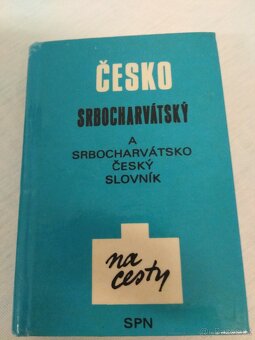 ČESKO
SRBOCHARVÁTSKÝ
A
SRBOCHARVÁTSKO
ČESKÝ
SLOVNÍK
na
cesty
SPN